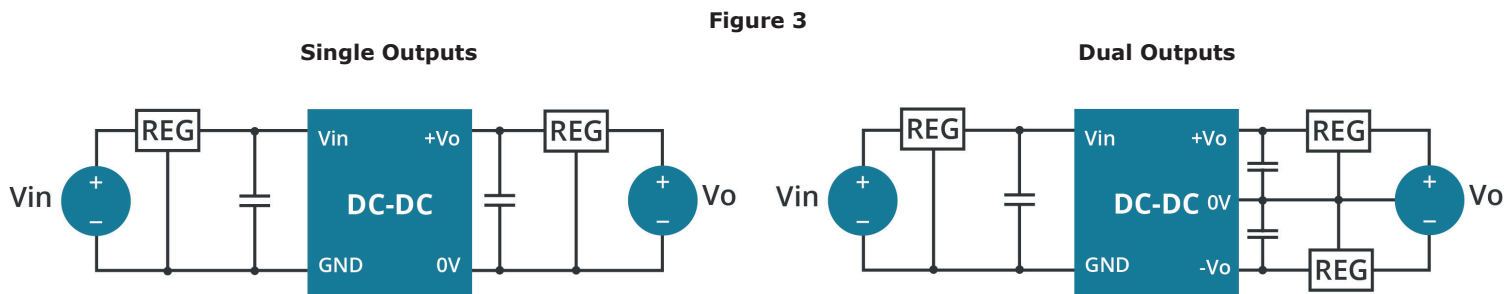 Figure 3
Single Outputs
Dual Outputs
REG
REG
Vin
+Vo
Vin
+
−
DC-DC
+
−
Vo
GND
0V
REG
REG
Vin
+Vo
Vin
+
−
DC-DC
0V
+
−
Vo
GND
-Vo
REG